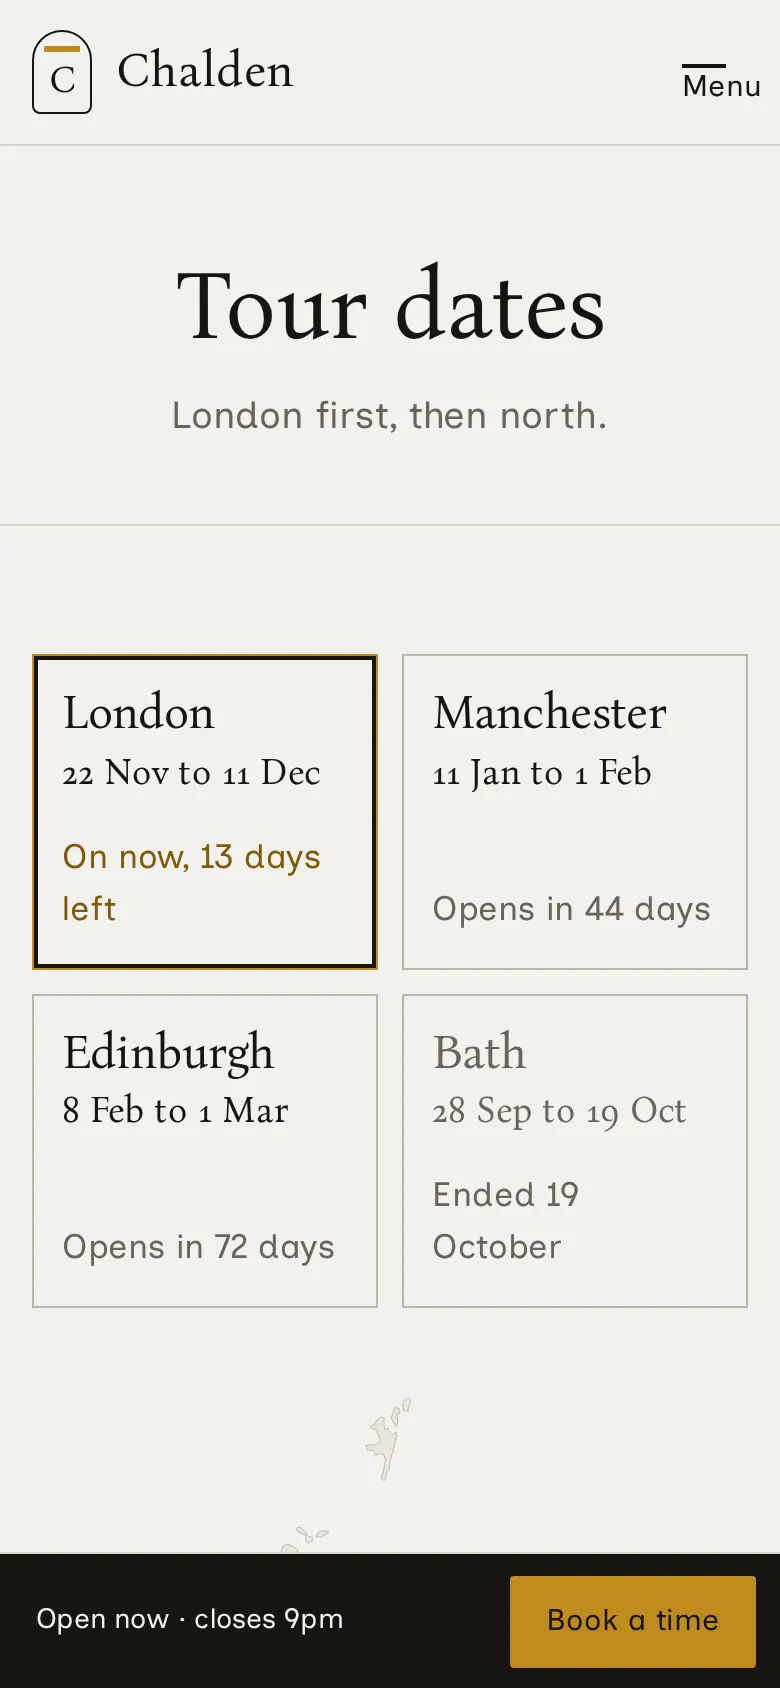 C
Chalden
Menu
Tour dates
London first, then north.
London
22 Nov to 11 Dec
On now, 13 days
left
Manchester
11 Jan to 1 Feb
Opens in 44 days
Edinburgh
8 Feb to 1 Mar
Opens in 72 days
Bath
28 Sep to 19 Oct
Ended 19
October
Open now · closes 9pm
Book a time